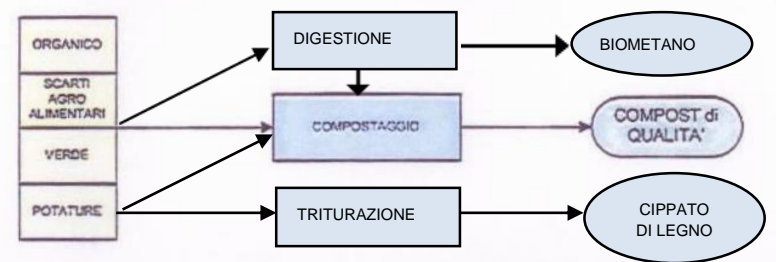 ORGANICO
SCARTI
AGRO
ALIMENTARI
VERDE
POTATURE
DIGESTIONE
COMPOSTAGGIO
TRITURAZIONE
BIOMETANO
COMPOST di
QUALITA'
CIPPATO
DI LEGNO